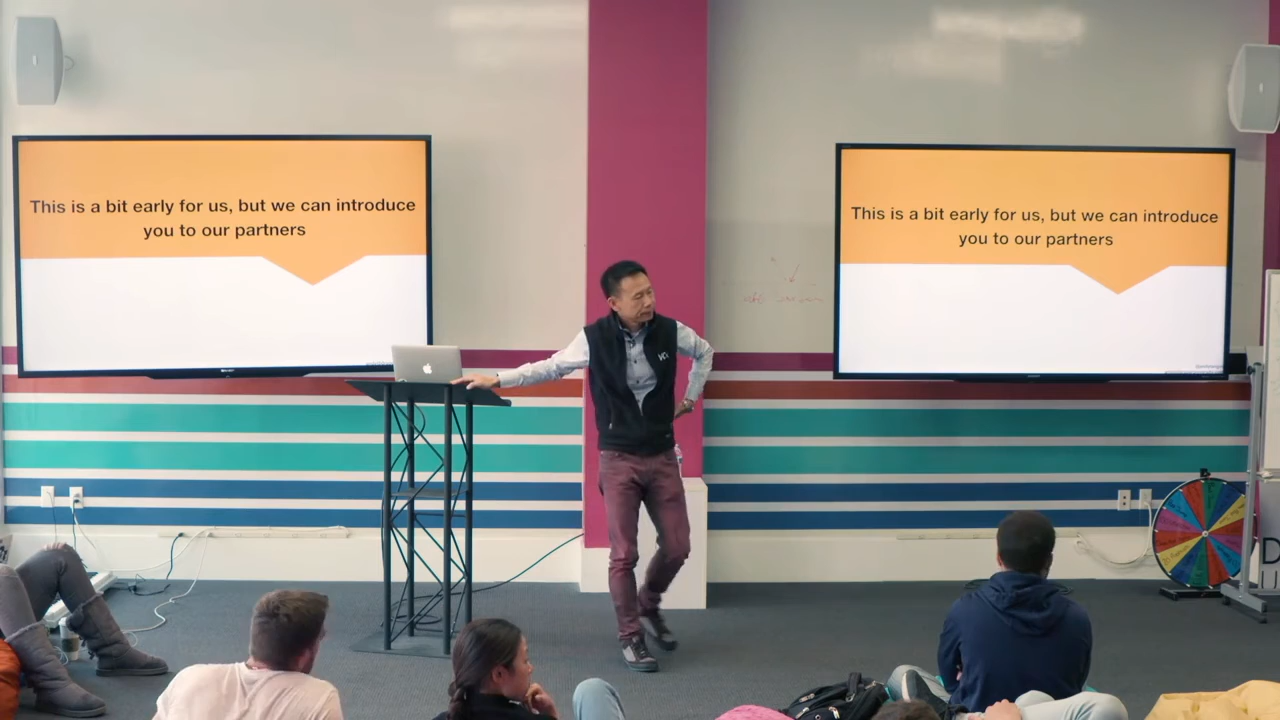 This is a bit early for us, but we can introduce
you to our partners
This is a bit early for us, but we can introduce
you to our partners